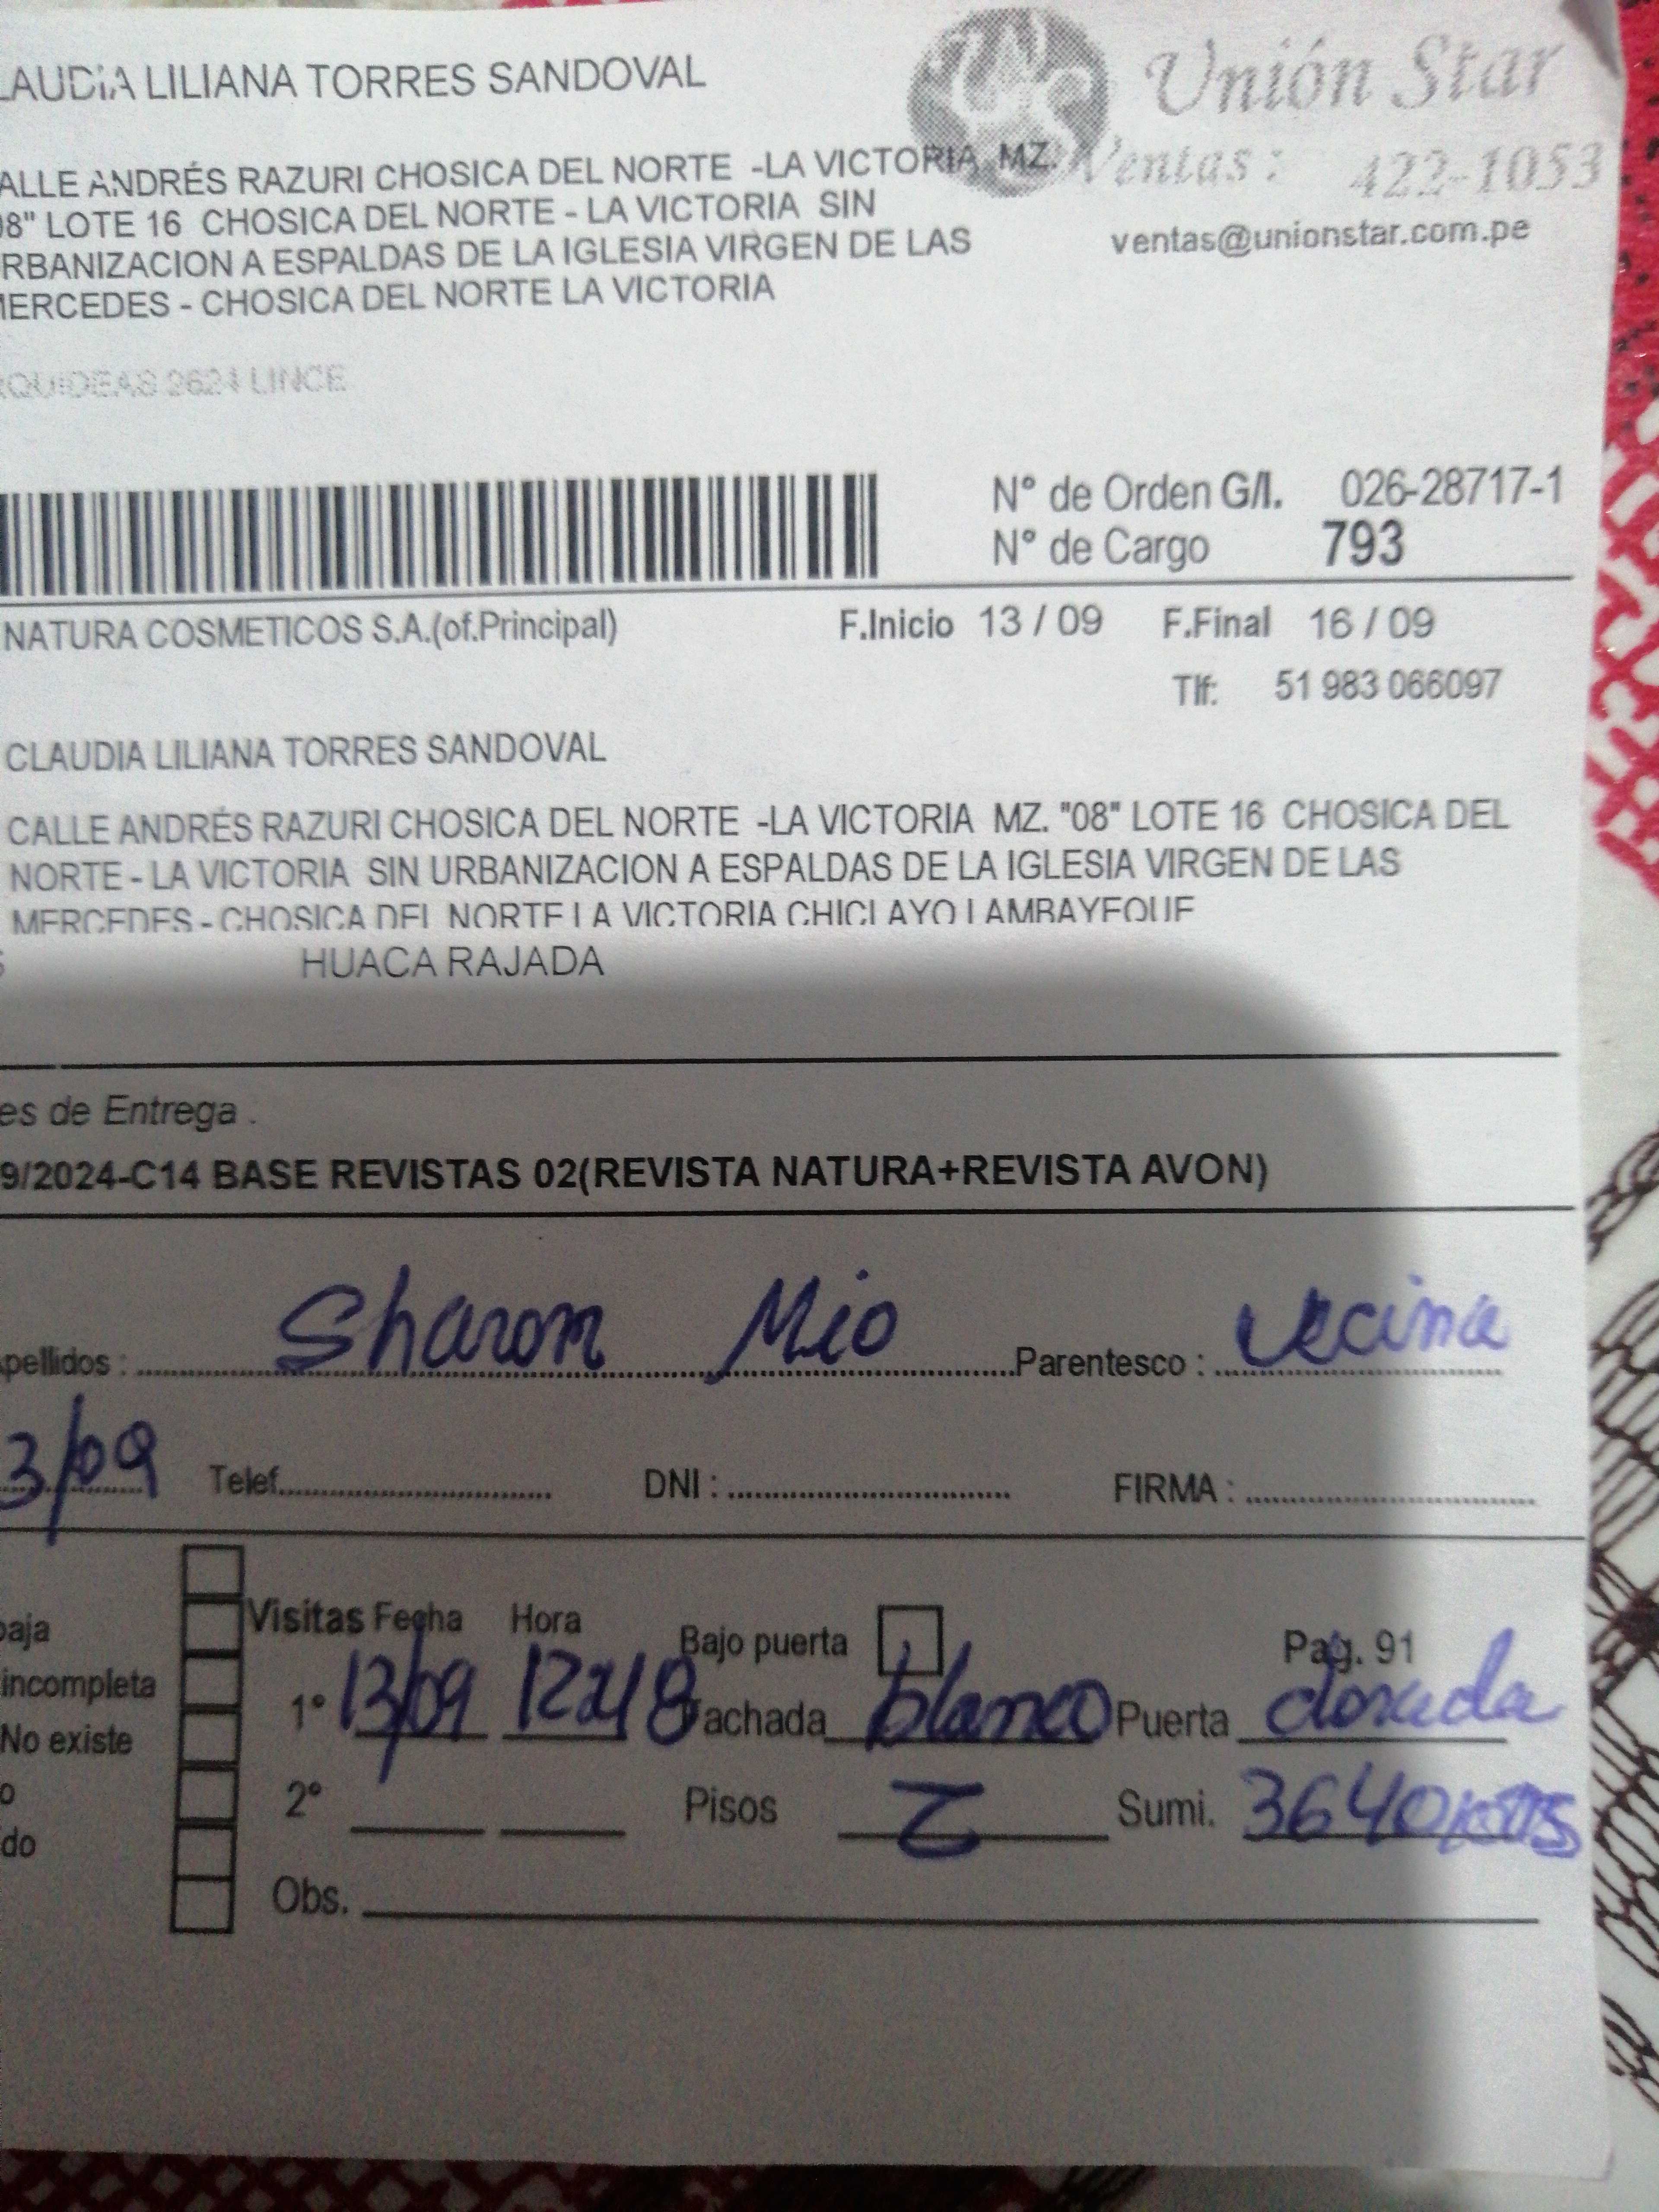 LAUDIA LILIANA TORRES SANDOVAL
Unión Star
Ventas : 422-1053
ventas@unionstar.com.pe
ALLE ANDRÉS RAZURI CHOSICA DEL NORTE -LA VICTORIA MZ.
08" LOTE 16 CHOSICA DEL NORTE - LA VICTORIA SIN
RBANIZACION A ESPALDAS DE LA IGLESIA VIRGEN DE LAS
MERCEDES - CHOSICA DEL NORTE LA VICTORIA
RQUIDEAS 2624 LINCE
N° de Orden G/I. 026-28717-1
N° de Cargo 793
NATURA COSMETICOS S.A.(of.Principal) F.Inicio 13 / 09 F.Final 16 / 09
Tlf: 51 983 066097
CLAUDIA LILIANA TORRES SANDOVAL
CALLE ANDRÉS RAZURI CHOSICA DEL NORTE -LA VICTORIA MZ. "08" LOTE 16 CHOSICA DEL
NORTE - LA VICTORIA SIN URBANIZACION A ESPALDAS DE LA IGLESIA VIRGEN DE LAS
MERCEDES - CHOSICA DEL NORTE LA VICTORIA CHICLAYO LAMBAYEQUE
HUACA RAJADA
es de Entrega .
9/2024-C14 BASE REVISTAS 02(REVISTA NATURA+REVISTA AVON)
pellidos : Sharon Mio Parentesco : vecina
3/09 Telef. DNI : FIRMA :
Visitas Fecha Hora Bajo puerta Pag. 91
baja
incompleta
1° 13/09 Fachada blanco Puerta dorada
No existe
2° Pisos 2 Sumi.
o
do
Obs.